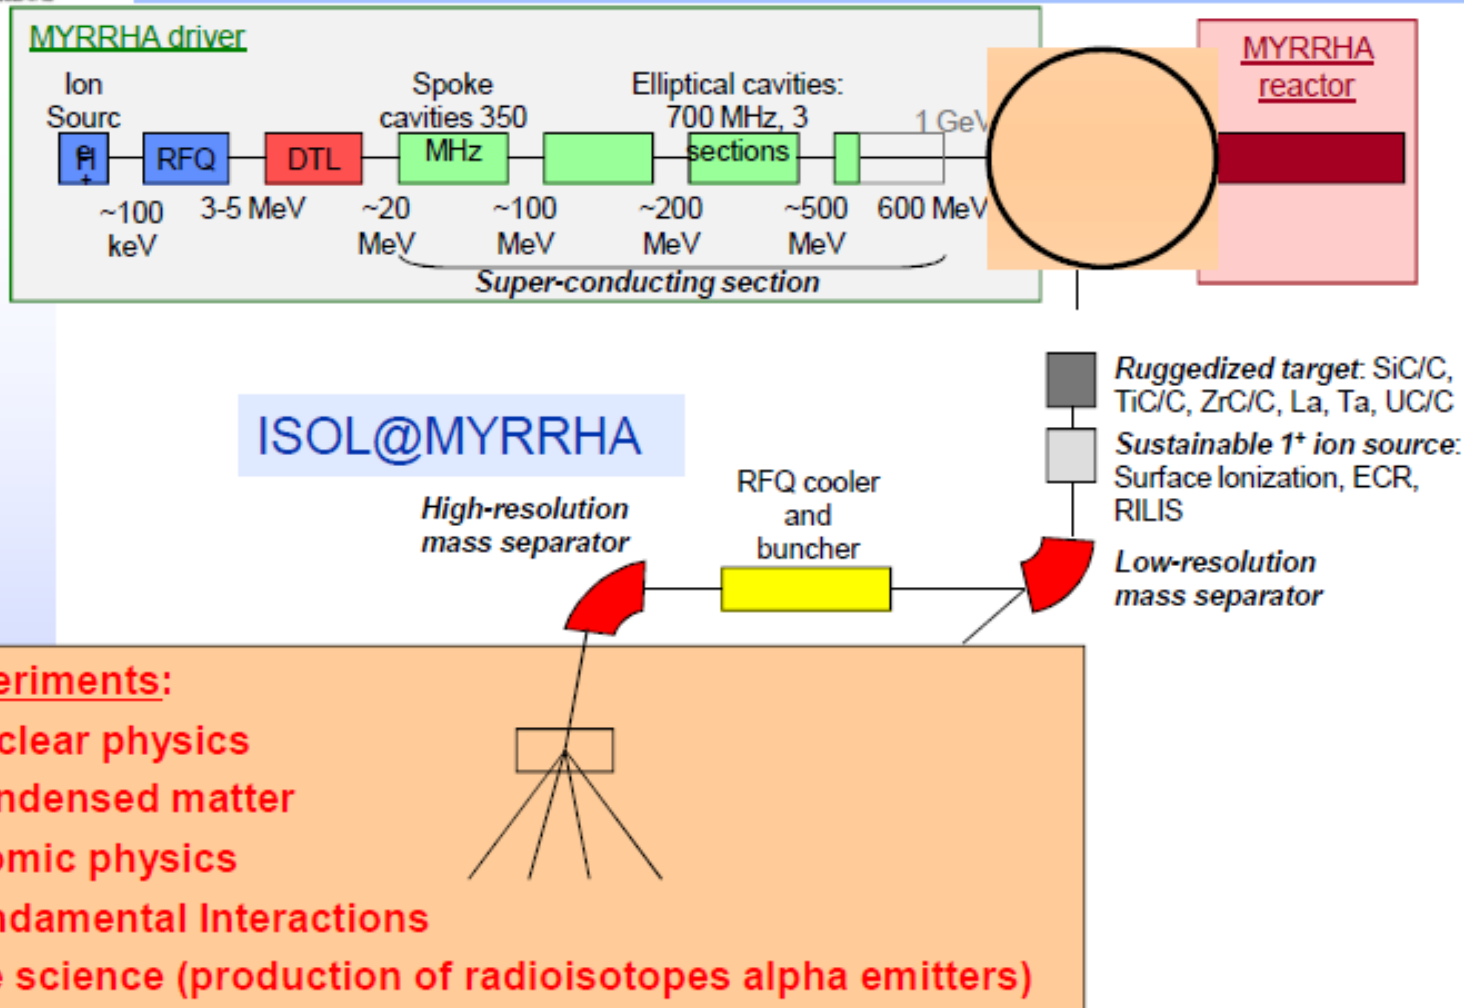 MYRRHA driver
Ion
Sourc
e
H
+
RFQ
DTL
Spoke
cavities 350
MHz
Elliptical cavities:
700 MHz, 3
sections
1 GeV
~100
keV
3-5 MeV
~20
MeV
~100
MeV
~200
MeV
~500
MeV
600 MeV
Super-conducting section
MYRRHA
reactor
ISOL@MYRRHA
Ruggedized target: SiC/C,
TiC/C, ZrC/C, La, Ta, UC/C
Sustainable 1⁺ ion source:
Surface Ionization, ECR,
RILIS
Low-resolution
mass separator
RFQ cooler
and
buncher
High-resolution
mass separator
eriments:
clear physics
ndensed matter
omic physics
ndamental Interactions
e science (production of radioisotopes alpha emitters)